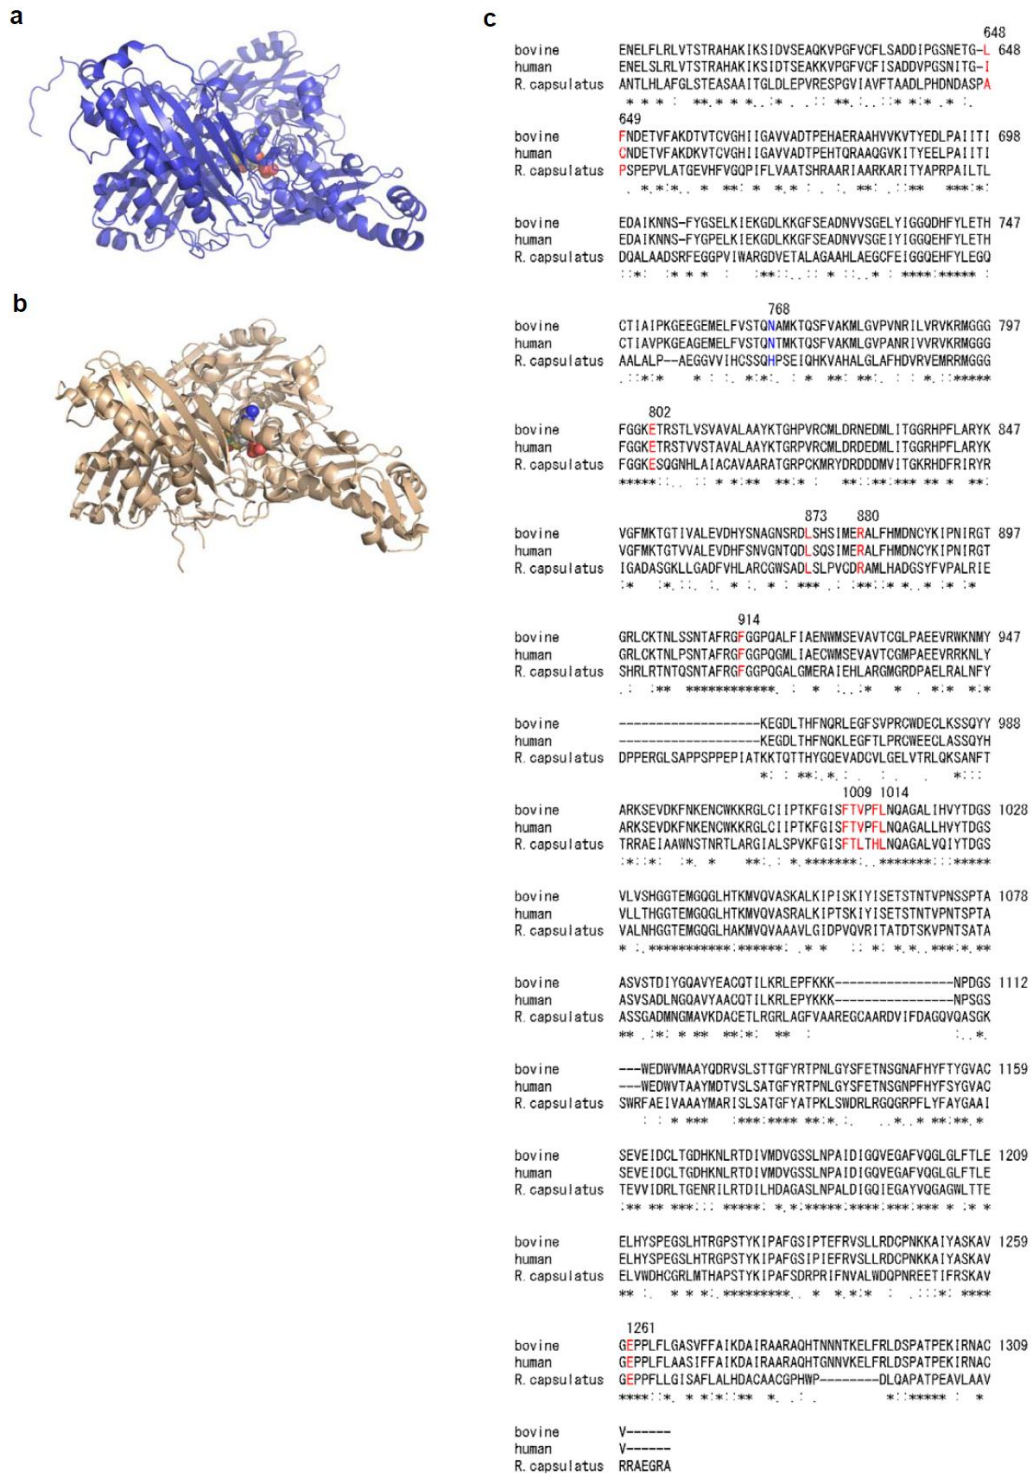 a
b
c
648
bovine ENELFLRLVTSTRAHAKIKSIDVSEAQKVPGFVCFLSADDIPGSNETG-L 648
human ENELSLRLVTSTRAHAKIKSIDTSEAKKVPGFVCFISADDVPGSNITG-I
R.capsulatus ANTLHLAFGLSTEASAAITGLDLEPVRESPGVIAVFTAADLPHDNDASPA
649
bovine FNDETVFAKDTVTCVGHIIGAVVADTPEHAERAAHVVKVTYEDLPAIITI 698
human CNDETVFAKDKVTCVGHIIGAVVADTPEHTQRAAQGVKITYEELPAIITI
R.capsulatus PSPEPVLATGEVHFVGQPIFLVAATSHRAARIAARKARITYAPRPAILTL
bovine EDAIKNNS-FYGSELKIEKGDLKKGFSEADNVVSGELYIGGQDHFYLETH 747
human EDAIKNNS-FYGPELKIEKGDLKKGFSEADNVVSGEIYIGGQEHFYLETH
R.capsulatus DQALAADSRFEGGPVIWARGDVETALAGAAHLAEGCFEIGGQEHFYLEGQ
768
bovine CTIAIPKGEEGEMELFVSTQNAMKTQSFVAKMLGVPVNRILVRVKRMGGG 797
human CTIAVPKGEAGEMELFVSTQNTMKTQSFVAKMLGVPANRIVVRVKRMGGG
R.capsulatus AALALP--AEGGVVIHCSSQHPSEIQHKVAHALGLAFHDVRVEMRRMGGG
802
bovine FGGKETRSTLVSVAVALAAYKTGHPVRCMLDRNEDMLITGGRHPFLARYK 847
human FGGKETRSTVVSTAVALAAYKTGRPVRCMLDRDEDMLITGGRHPFLARYK
R.capsulatus FGGKESQGNHLAIACAVAARATGRPCKMRYDRDDDMVITGKRHDFRIRYR
873 880
bovine VGFMKTGTIVALEVDHYSNAGNSRDLSHSIMERALFHMDNCYKIPNIRGT 897
human VGFMKTGTVVALEVDHFSNVGNTQDLSQSIMERALFHMDNCYKIPNIRGT
R.capsulatus IGADASGKLLGADFVHLARCGWSADLSLPVCDRAMLHADGSYFVPALRIE
914
bovine GRLCKTNLSSNTAFRGFGGPQALFIAENWMSEVAVTCGLPAEEVRWKNMY 947
human GRLCKTNLPSNTAFRGFGGPQGMLIAECWMSEVAVTCGMPAEEVRRKNLY
R.capsulatus SHRLRTNTQSNTAFRGFGGPQGALGMERAIEHLARGMGRDPAELRALNFY
bovine -------------------KEGDLTHFNQRLEGFSVPRCWDECLKSSQYY 988
human -------------------KEGDLTHFNQKLEGFTLPRCWEECLASSQYH
R.capsulatus DPPERGLSAPPSPPEPIATKKTQTTHYGQEVADCVLGELVTRLQKSANFT
1009 1014
bovine ARKSEVDKFNKENCWKKRGLCIIPTKFGISFTVPFLNQAGALIHVYTDGS 1028
human ARKSEVDKFNKENCWKKRGLCIIPTKFGISFTVPFLNQAGALLHVYTDGS
R.capsulatus TRRAEIAAWNSTNRTLARGIALSPVKFGISFTLTHLNQAGALVQIYTDGS
bovine VLVSHGGTEMGQGLHTKMVQVASKALKIPISKIYISETSTNTVPNSSPTA 1078
human VLLTHGGTEMGQGLHTKMVQVASRALKIPTSKIYISETSTNTVPNTSPTA
R.capsulatus VALNHGGTEMGQGLHAKMVQVAAAVLGIDPVQVRITATDTSKVPNTSATA
bovine ASVSTDIYGQAVYEACQTILKRLEPFKKK----------------NPDGS 1112
human ASVSADLNGQAVYAACQTILKRLEPYKKK----------------NPSGS
R.capsulatus ASSGADMNGMAVKDACETLRGRLAGFVAAREGCAARDVIFDAGQVQASGK
bovine ---WEDWVMAAYQDRVSLSTTGFYRTPNLGYSFETNSGNAFHYFTYGVAC 1159
human ---WEDWVTAAYMDTVSLSATGFYRTPNLGYSFETNSGNPFHYFSYGVAC
R.capsulatus SWRFAEIVAAAYMARISLSATGFYATPKLSWDRLRGQGRPFLYFAYGAAI
bovine SEVEIDCLTGDHKNLRTDIVMDVGSSLNPAIDIGQVEGAFVQGLGLFTLE 1209
human SEVEIDCLTGDHKNLRTDIVMDVGSSLNPAIDIGQVEGAFVQGLGLFTLE
R.capsulatus TEVVIDRLTGENRILRTDILHDAGASLNPALDIGQIEGAYVQGAGWLTTE
bovine ELHYSPEGSLHTRGPSTYKIPAFGSIPTEFRVSLLRDCPNKKAIYASKAV 1259
human ELHYSPEGSLHTRGPSTYKIPAFGSIPIEFRVSLLRDCPNKKAIYASKAV
R.capsulatus ELVWDHCGRLMTHAPSTYKIPAFSDRPRIFNVALWDQPNREETIFRSKAV
1261
bovine GEPPLFLGASVFFAIKDAIRAARAQHTNNNTKELFRLDSPATPEKIRNAC 1309
human GEPPLFLAASIFFAIKDAIRAARAQHTGNNVKELFRLDSPATPEKIRNAC
R.capsulatus GEPPFLLGISAFLALHDACAACGPHWP--------DLQAPATPEAVLAAV
bovine V------
human V------
R.capsulatus RRAEGRA